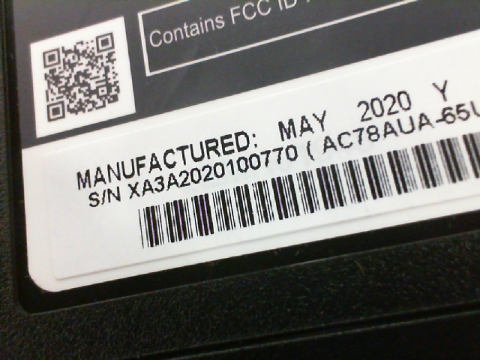 Contains FCC ID
MANUFACTURED: MAY 2020 Y
S/N XA3A2020100770 ( AC78AUA-65U